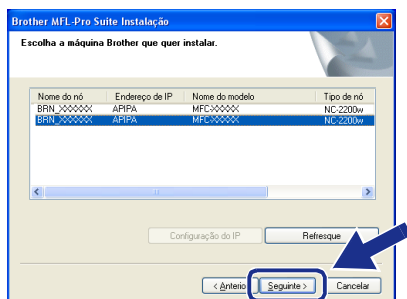 Brother MFL-Pro Suite Instalação
Escolha a máquina Brother que quer instalar.
Nome do nó Endereço de IP Nome do modelo Tipo de nó
BRN_XXXXXX APIPA MFC-XXXXX NC-2200w
BRN_XXXXXX APIPA MFC-XXXXX NC-2200w
Configuração do IP Refresque
< Anterio Seguinte > Cancelar